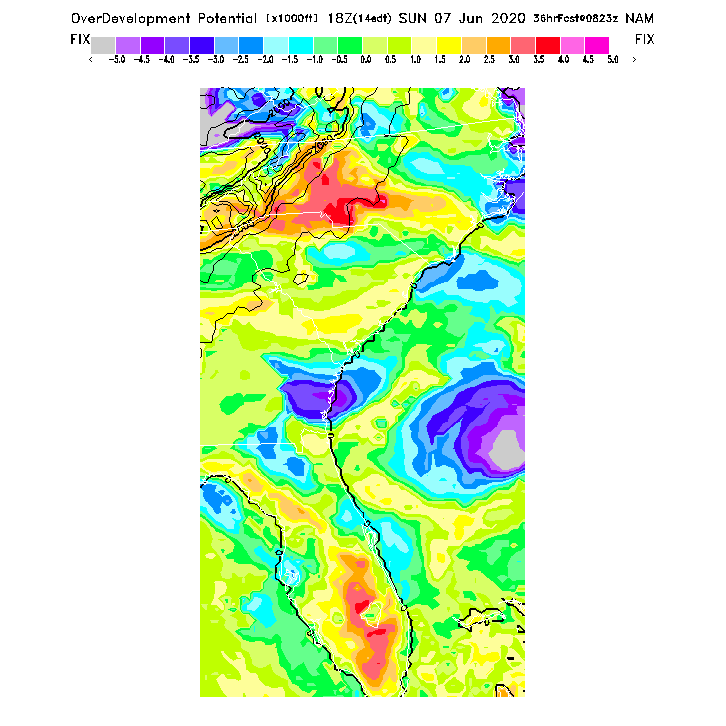 OverDevelopment Potential [x1000ft] 18Z(14edt) SUN 07 Jun 2020 36hrFcst@0823z NAM
FIX FIX
< -5.0 -4.5 -4.0 -3.5 -3.0 -2.5 -2.0 -1.5 -1.0 -0.5 0.0 0.5 1.0 1.5 2.0 2.5 3.0 3.5 4.0 4.5 5.0 >